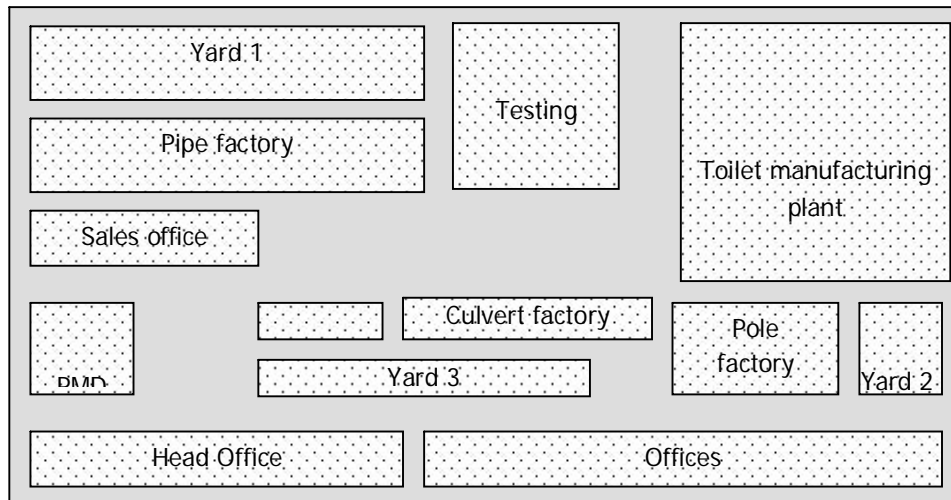 Yard 1
Testing
Pipe factory
Toilet manufacturing
plant
Sales office
Culvert factory
Pole
factory
Yard 2
Yard 3
Head Office
Offices